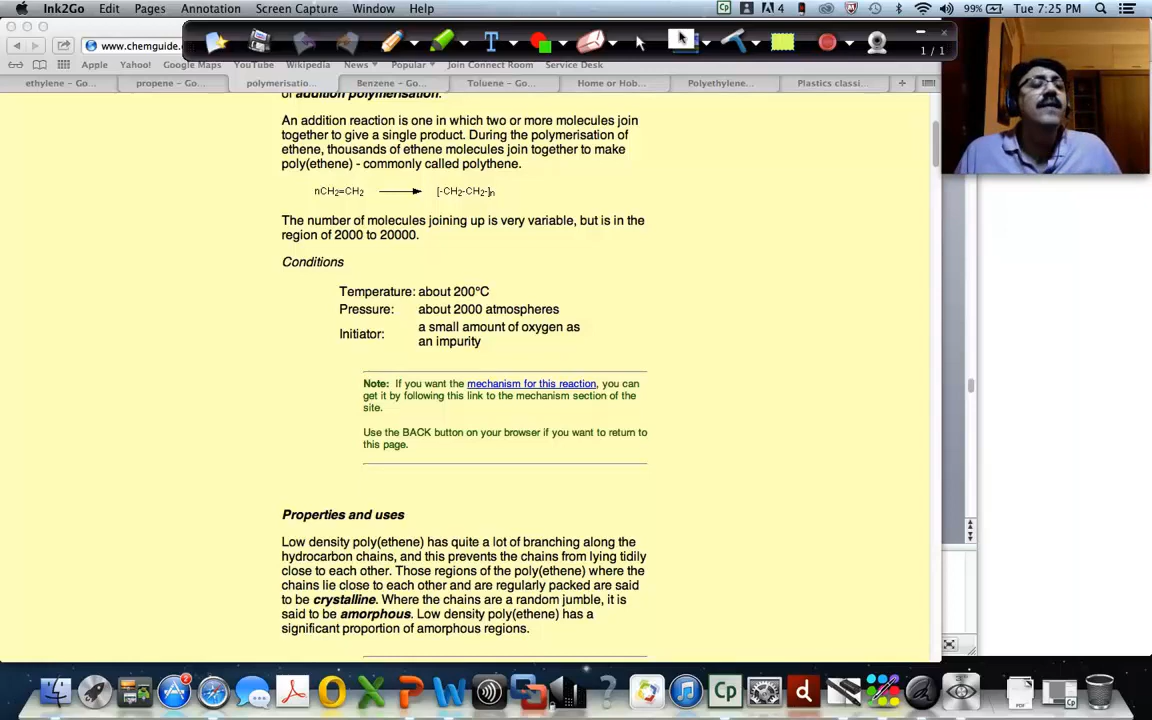 Ink2Go Edit Pages Annotation Screen Capture Window Help
4 99% Tue 7:25 PM
www.chemguide.
1 / 1
Apple Yahoo! Google Maps YouTube Wikipedia News Popular Join Connect Room Service Desk
ethylene – Go... propene – Go... polymerisatio... Benzene – Go... Toluene – Go... Home or Hob... Polyethylene... Plastics classi...
of addition polymerisation.
An addition reaction is one in which two or more molecules join
together to give a single product. During the polymerisation of
ethene, thousands of ethene molecules join together to make
poly(ethene) - commonly called polythene.
nCH2=CH2 [-CH2-CH2-]n
The number of molecules joining up is very variable, but is in the
region of 2000 to 20000.
Conditions
Temperature: about 200°C
Pressure: about 2000 atmospheres
Initiator: a small amount of oxygen as
an impurity
Note: If you want the mechanism for this reaction, you can
get it by following this link to the mechanism section of the
site.
Use the BACK button on your browser if you want to return to
this page.
Properties and uses
Low density poly(ethene) has quite a lot of branching along the
hydrocarbon chains, and this prevents the chains from lying tidily
close to each other. Those regions of the poly(ethene) where the
chains lie close to each other and are regularly packed are said
to be crystalline. Where the chains are a random jumble, it is
said to be amorphous. Low density poly(ethene) has a
significant proportion of amorphous regions.